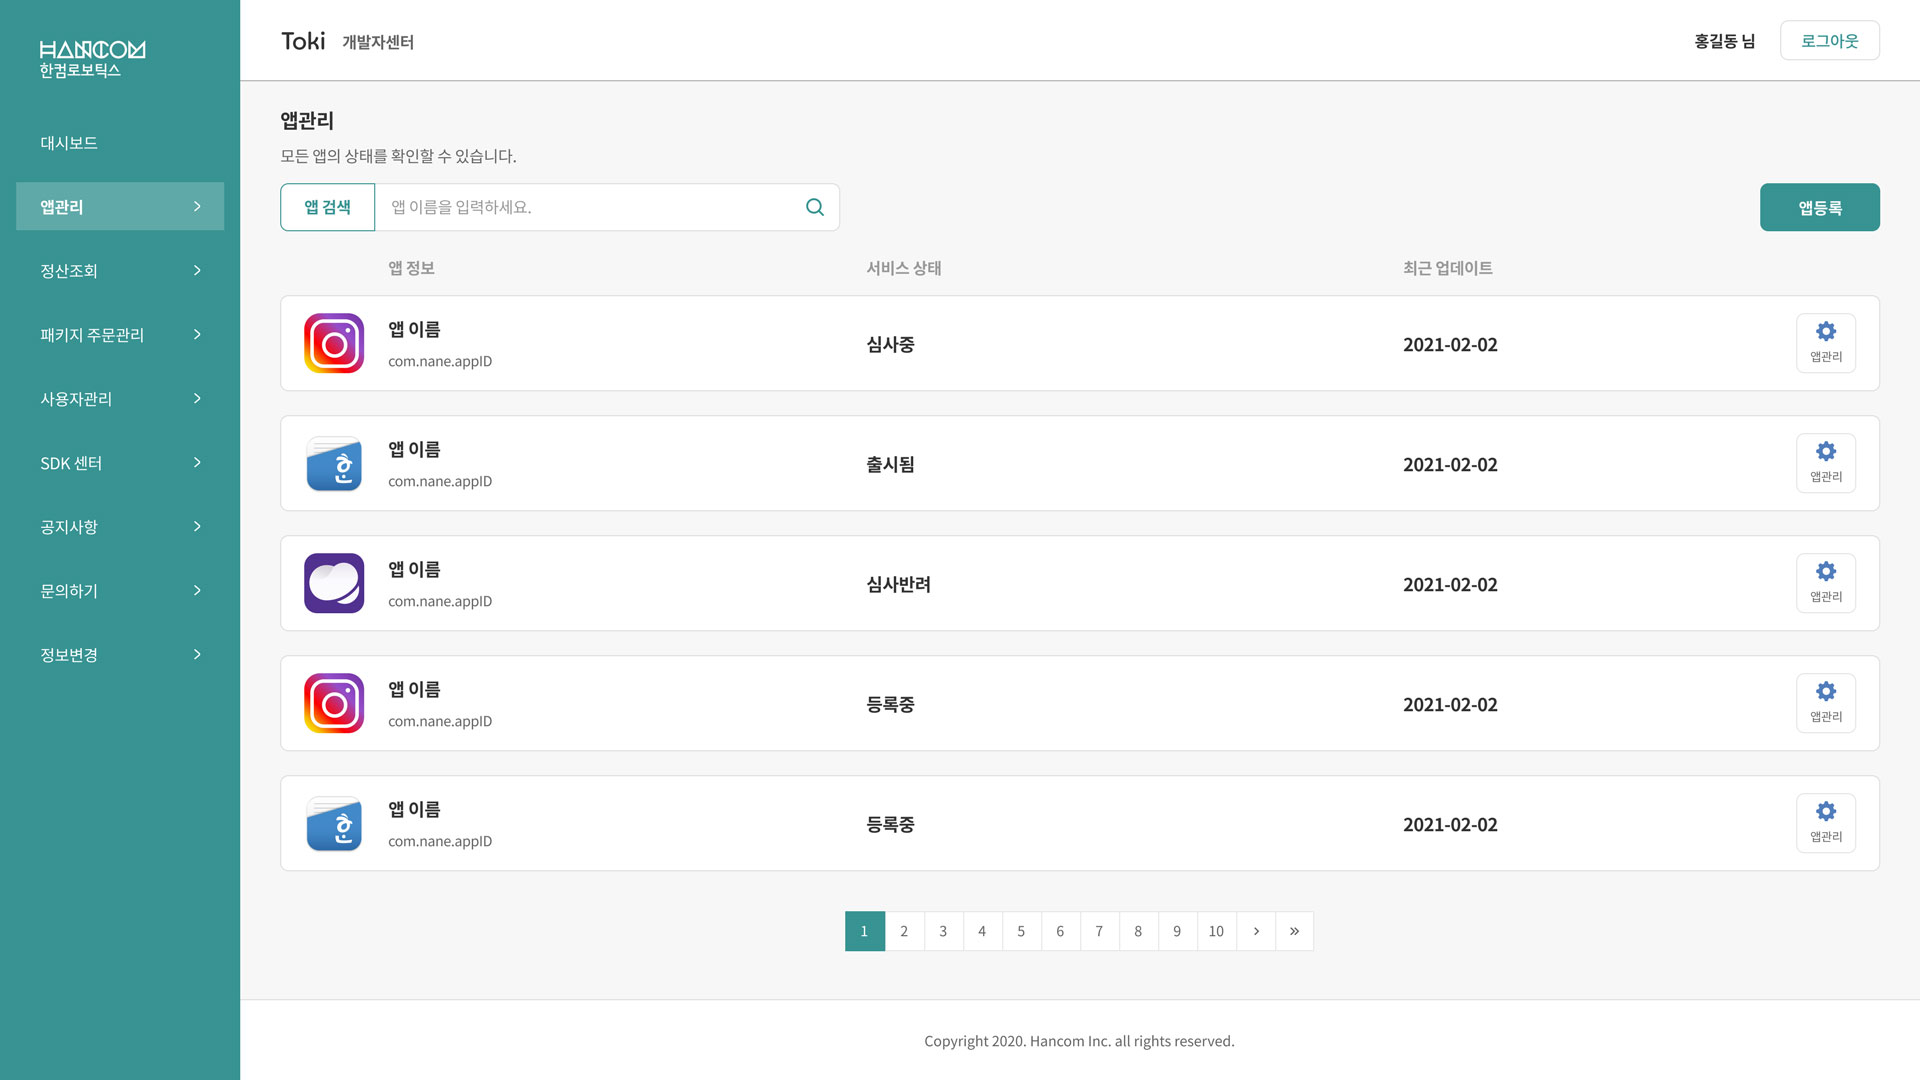 HANCOM
한컴로보틱스
대시보드
앱관리
정산조회
패키지 주문관리
사용자관리
SDK 센터
공지사항
문의하기
정보변경
Toki 개발자센터
홍길동 님
로그아웃
앱관리
모든 앱의 상태를 확인할 수 있습니다.
앱 검색
앱 이름을 입력하세요.
앱등록
앱 정보
서비스 상태
최근 업데이트
앱 이름
com.nane.appID
심사중
2021-02-02
앱관리
앱 이름
com.nane.appID
출시됨
2021-02-02
앱관리
앱 이름
com.nane.appID
심사반려
2021-02-02
앱관리
앱 이름
com.nane.appID
등록중
2021-02-02
앱관리
앱 이름
com.nane.appID
등록중
2021-02-02
앱관리
1 2 3 4 5 6 7 8 9 10 › »
Copyright 2020. Hancom Inc. all rights reserved.